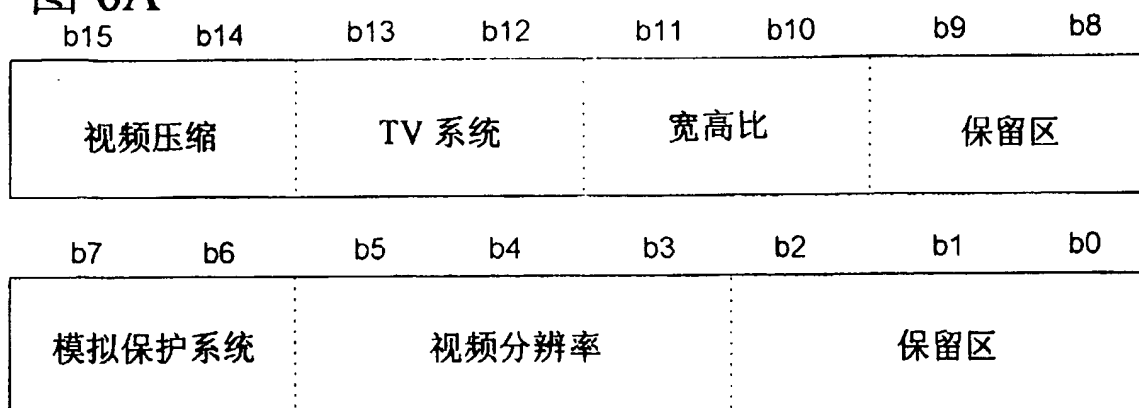 图 6A
b15 b14 b13 b12 b11 b10 b9 b8
视频压缩 TV 系统 宽高比 保留区
b7 b6 b5 b4 b3 b2 b1 b0
模拟保护系统 视频分辨率 保留区